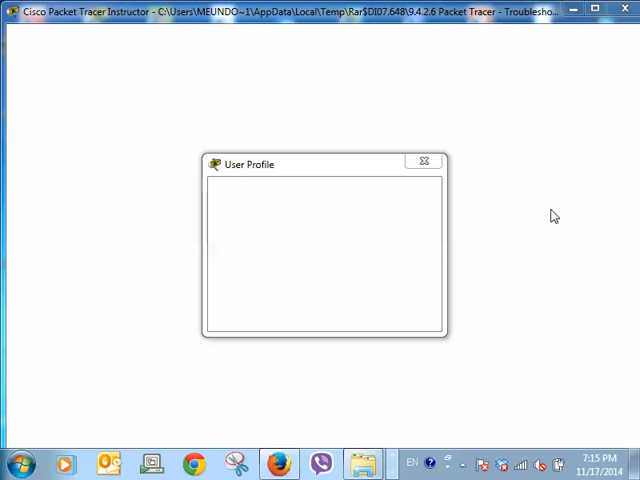 Cisco Packet Tracer Instructor - C:\Users\MEUNDO~1\AppData\Local\Temp\Rar$DI07.648\9.4.2.6 Packet Tracer - Troublesho...
User Profile
EN
7:15 PM
11/17/2014